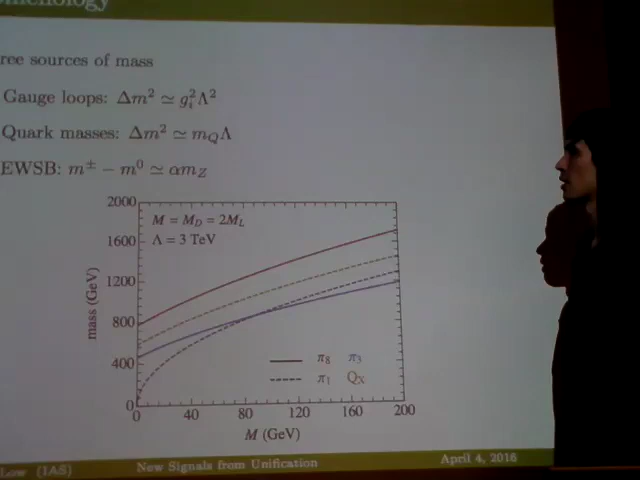 omenology
ree sources of mass
Gauge loops: Δm² ≃ g_i²Λ²
Quark masses: Δm² ≃ m_QΛ
EWSB: m^± − m^0 ≃ αm_Z
2000
M = M_D = 2M_L
1600
Λ = 3 TeV
1200
mass (GeV)
800
400
π_8 π_3
π_1 Q_X
0
0 40 80 120 160 200
M (GeV)
Low (IAS) New Signals from Unification April 4, 2016